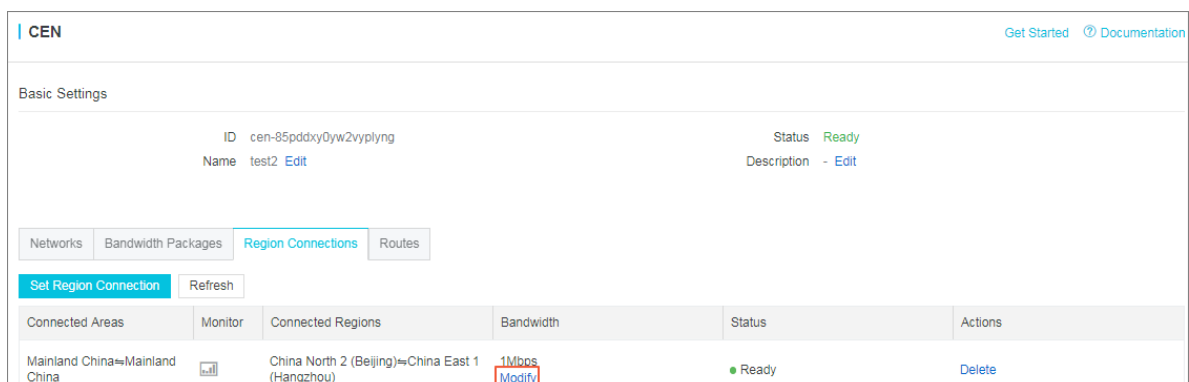 CEN
Get Started Documentation
Basic Settings
ID cen-85pddxy0yw2vyplyng Status Ready
Name test2 Edit Description - Edit
Networks Bandwidth Packages Region Connections Routes
Set Region Connection Refresh
Connected Areas Monitor Connected Regions Bandwidth Status Actions
Mainland China⇋Mainland China North 2 (Beijing)⇋China East 1 1Mbps Ready Delete
China (Hangzhou) Modify